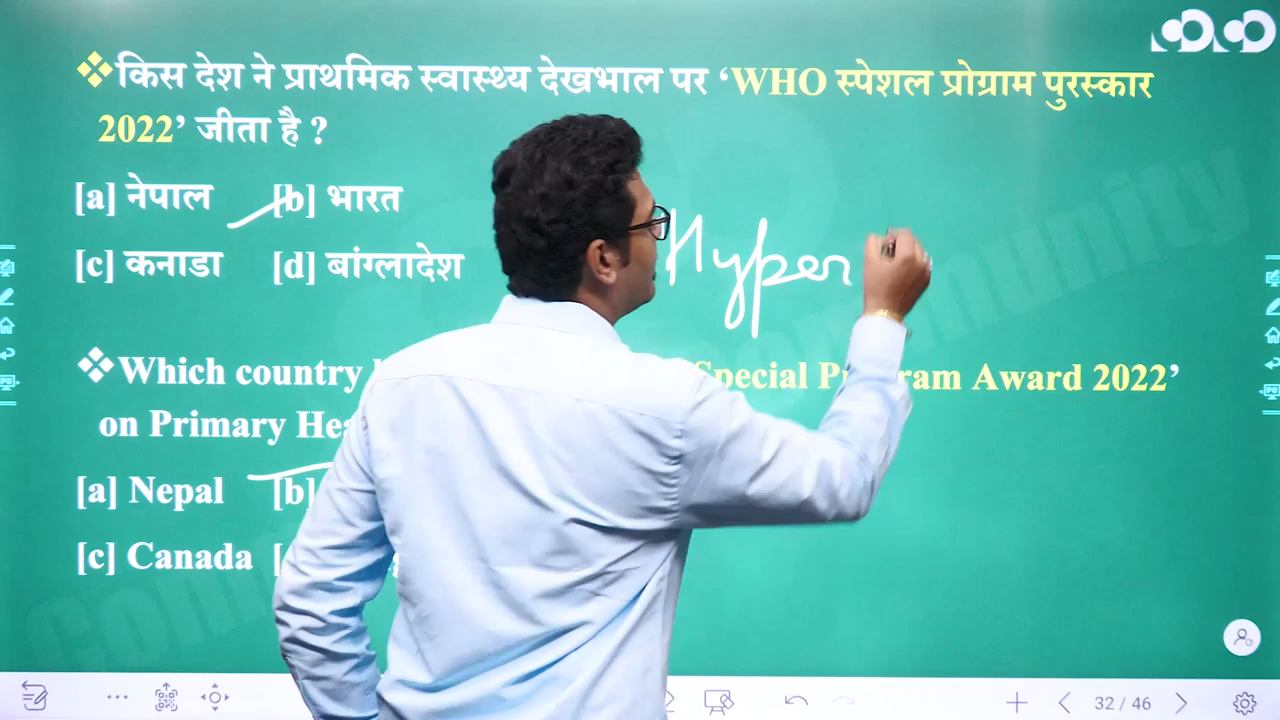 ❖किस देश ने प्राथमिक स्वास्थ्य देखभाल पर ‘WHO स्पेशल प्रोग्राम पुरस्कार
2022’ जीता है ?
[a] नेपाल [b] भारत
[c] कनाडा [d] बांग्लादेश
Hyper
❖Which country Special Program Award 2022’
on Primary
[a] Nepal [b]
[c] Canada
32 / 46
Community